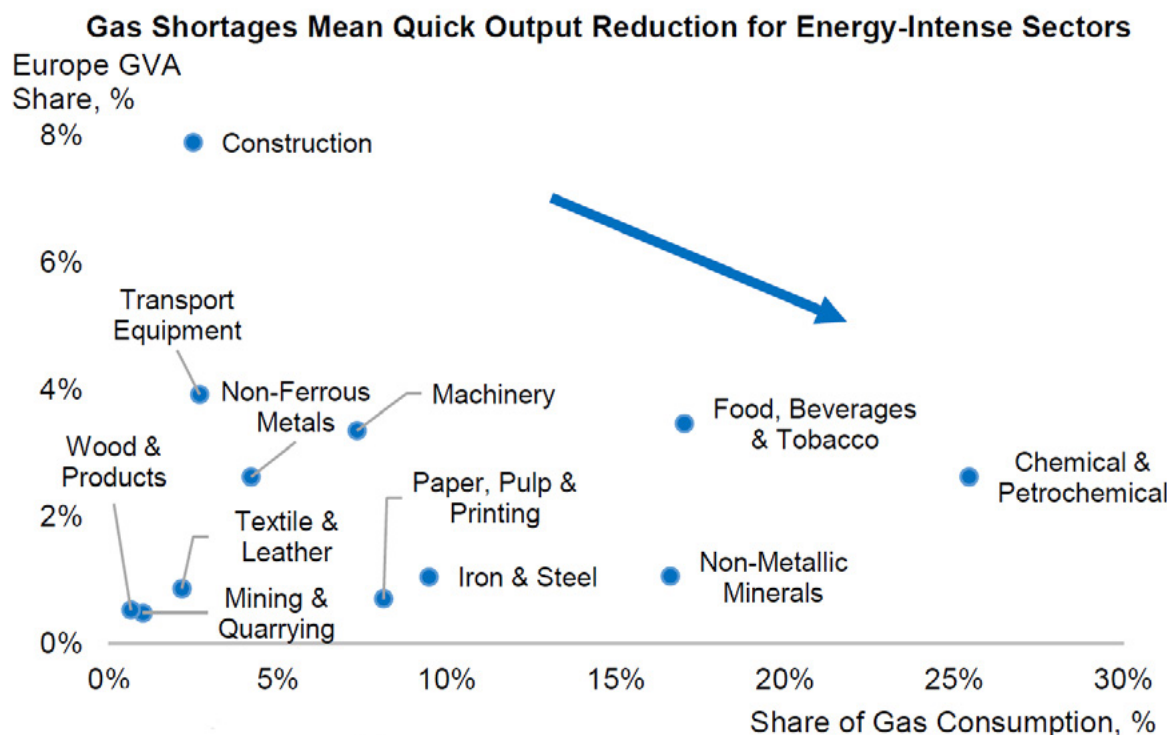 Gas Shortages Mean Quick Output Reduction for Energy-Intense Sectors
Europe GVA
Share, %
8%
Construction
6%
Transport
Equipment
4%
Non-Ferrous
Metals
Machinery
Food, Beverages
& Tobacco
Wood &
Products
Chemical &
Petrochemical
Paper, Pulp &
Printing
2%
Textile &
Leather
Iron & Steel
Non-Metallic
Minerals
Mining &
Quarrying
0%
0% 5% 10% 15% 20% 25% 30%
Share of Gas Consumption, %